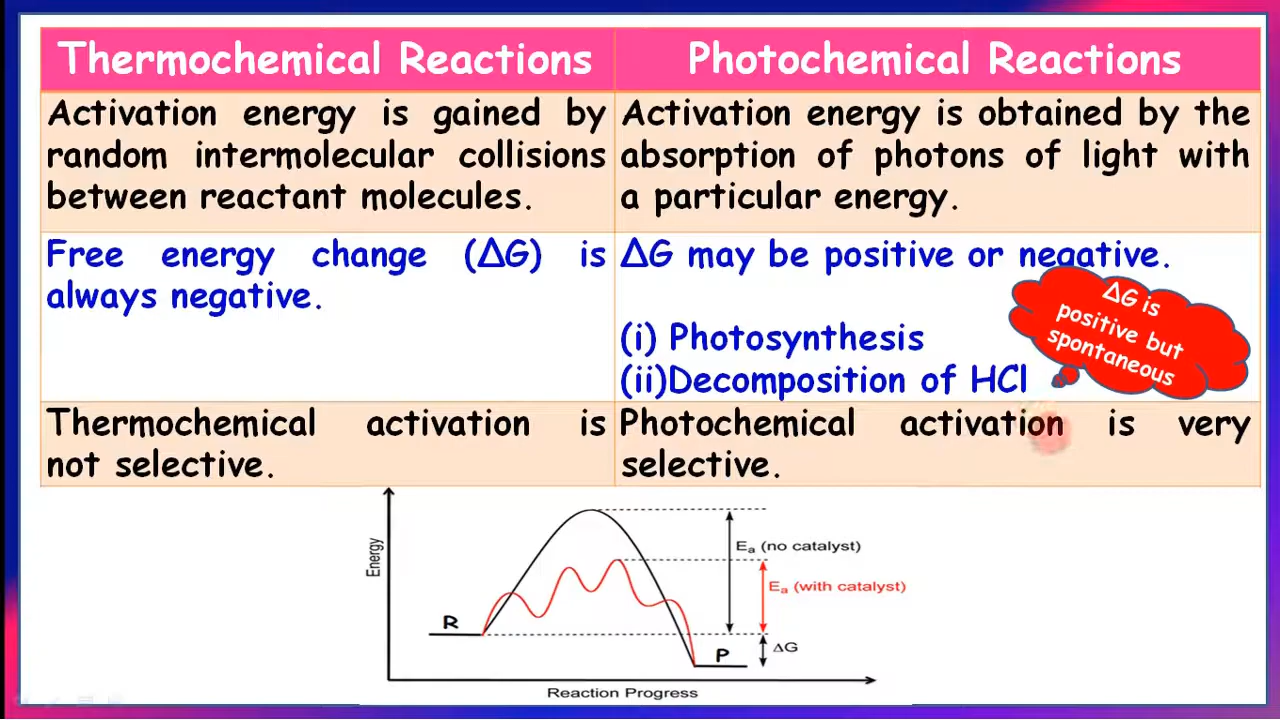 Thermochemical Reactions
Photochemical Reactions
Activation energy is gained by
random intermolecular collisions
between reactant molecules.
Activation energy is obtained by the
absorption of photons of light with
a particular energy.
Free energy change (ΔG) is
always negative.
ΔG may be positive or negative.
(i) Photosynthesis
(ii)Decomposition of HCl
ΔG is
positive but
spontaneous
Thermochemical activation is
not selective.
Photochemical activation is very
selective.
Energy
Eₐ (no catalyst)
Eₐ (with catalyst)
R
ΔG
P
Reaction Progress